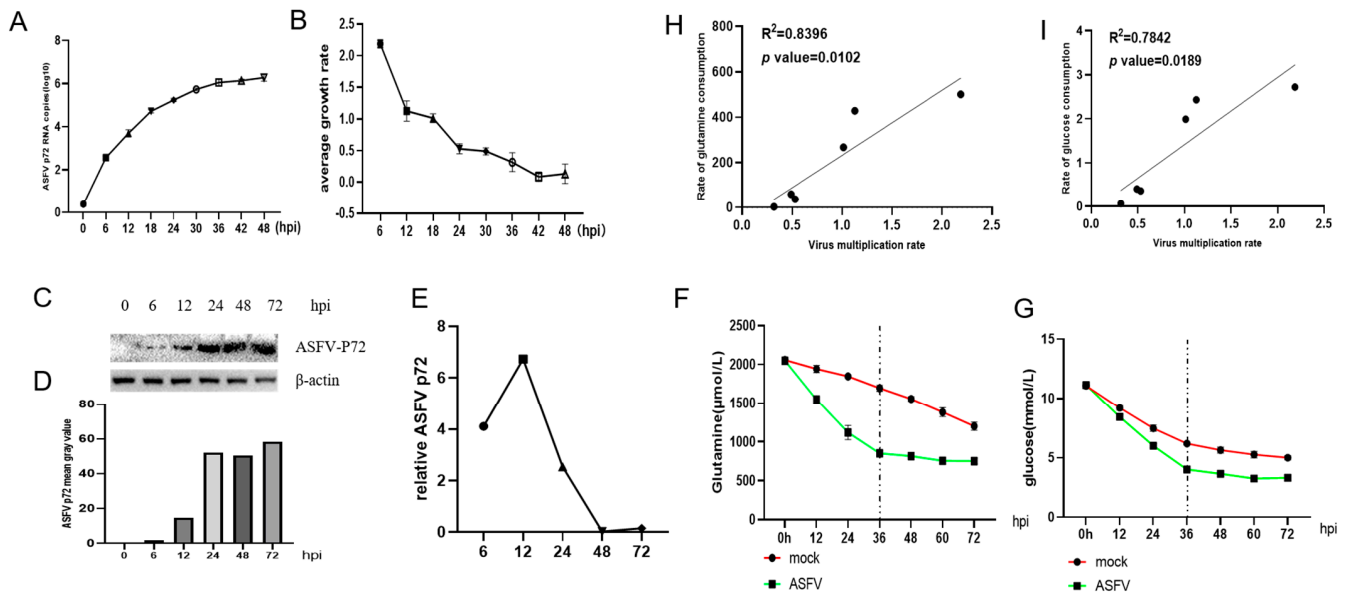 A
ASFV p72 RNA copies(log10)
8
6
4
2
0
0 6 12 18 24 30 36 42 48 (hpi)
B
average growth rate
2.5
2.0
1.5
1.0
0.5
0.0
-0.5
6 12 18 24 30 36 42 48 (hpi)
H
R2=0.8396
p value=0.0102
Rate of glutamine consumption
800
600
400
200
0
0.0 0.5 1.0 1.5 2.0 2.5
Virus multiplication rate
I
R2=0.7842
p value=0.0189
Rate of glucose consumption
4
3
2
1
0
0.0 0.5 1.0 1.5 2.0 2.5
Virus multiplication rate
C
0 6 12 24 48 72 hpi
ASFV-P72
β-actin
D
ASFV p72 mean gray value
80
60
40
20
0
0 6 12 24 48 72 hpi
E
relative ASFV p72
8
6
4
2
0
6 12 24 48 72
F
Glutamine(μmol/L)
2500
2000
1500
1000
500
0
0h 12 24 36 48 60 72
hpi
mock
ASFV
G
glucose(mmol/L)
15
10
5
0
0h 12 24 36 48 60 72
hpi
mock
ASFV